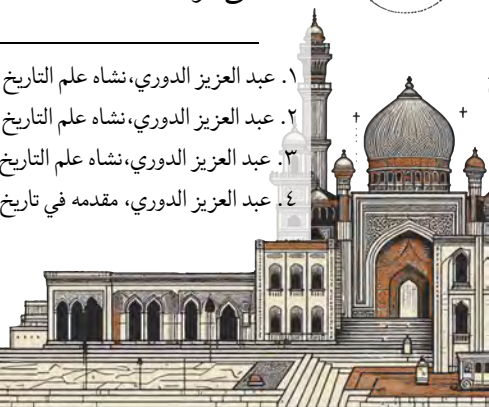 ١. عبد العزيز الدوري،نشاه علم التاريخ
٢. عبد العزيز الدوري،نشاه علم التاريخ
٣. عبد العزيز الدوري،نشاه علم التاريخ
٤. عبد العزيز الدوري، مقدمه في تاريخ